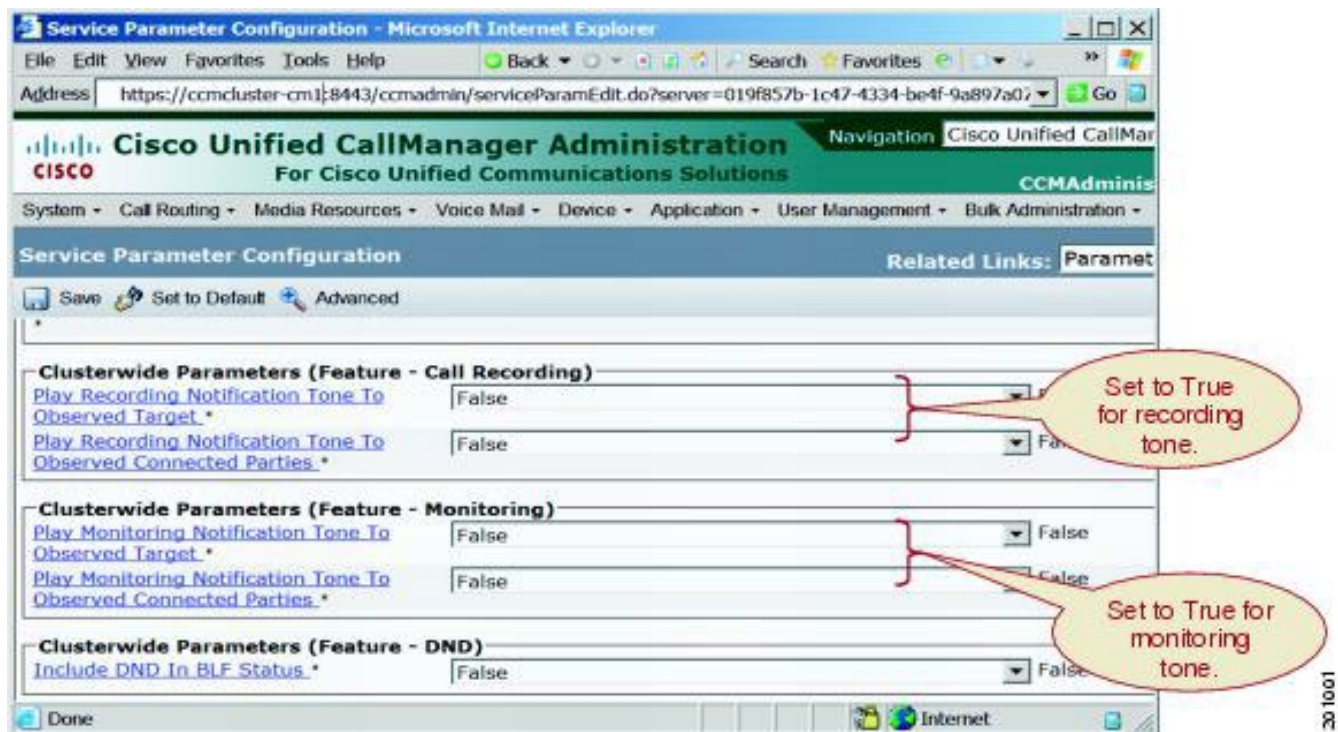 Service Parameter Configuration - Microsoft Internet Explorer
File Edit View Favorites Tools Help Back Search Favorites
Address https://ccmcluster-cm1:8443/ccmadmin/serviceParamEdit.do?server=019f857b-1c47-4334-be4f-9a897a07 Go
CISCO
Cisco Unified CallManager Administration
For Cisco Unified Communications Solutions
Navigation Cisco Unified CallMar
CCMAdminis
System Call Routing Media Resources Voice Mail Device Application User Management Bulk Administration
Service Parameter Configuration
Related Links: Paramet
Save Set to Default Advanced
*
Clusterwide Parameters (Feature - Call Recording)
Play Recording Notification Tone To
Observed Target * False
Play Recording Notification Tone To
Observed Connected Parties * False Fa
Set to True
for recording
tone.
Clusterwide Parameters (Feature - Monitoring)
Play Monitoring Notification Tone To
Observed Target * False False
Play Monitoring Notification Tone To
Observed Connected Parties * False False
Set to True for
monitoring
tone.
Clusterwide Parameters (Feature - DND)
Include DND In BLF Status * False False
Done Internet
201001